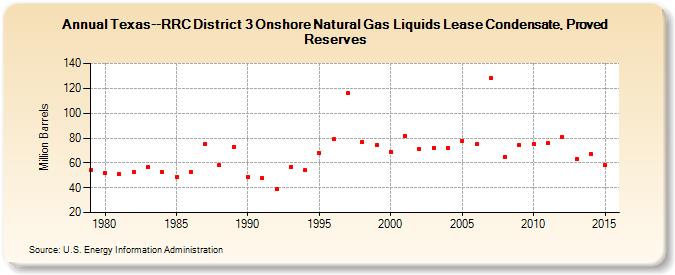 Annual Texas--RRC District 3 Onshore Natural Gas Liquids Lease Condensate, Proved
Reserves
Million Barrels
140
120
100
80
60
40
20
1980 1985 1990 1995 2000 2005 2010 2015
Source: U.S. Energy Information Administration